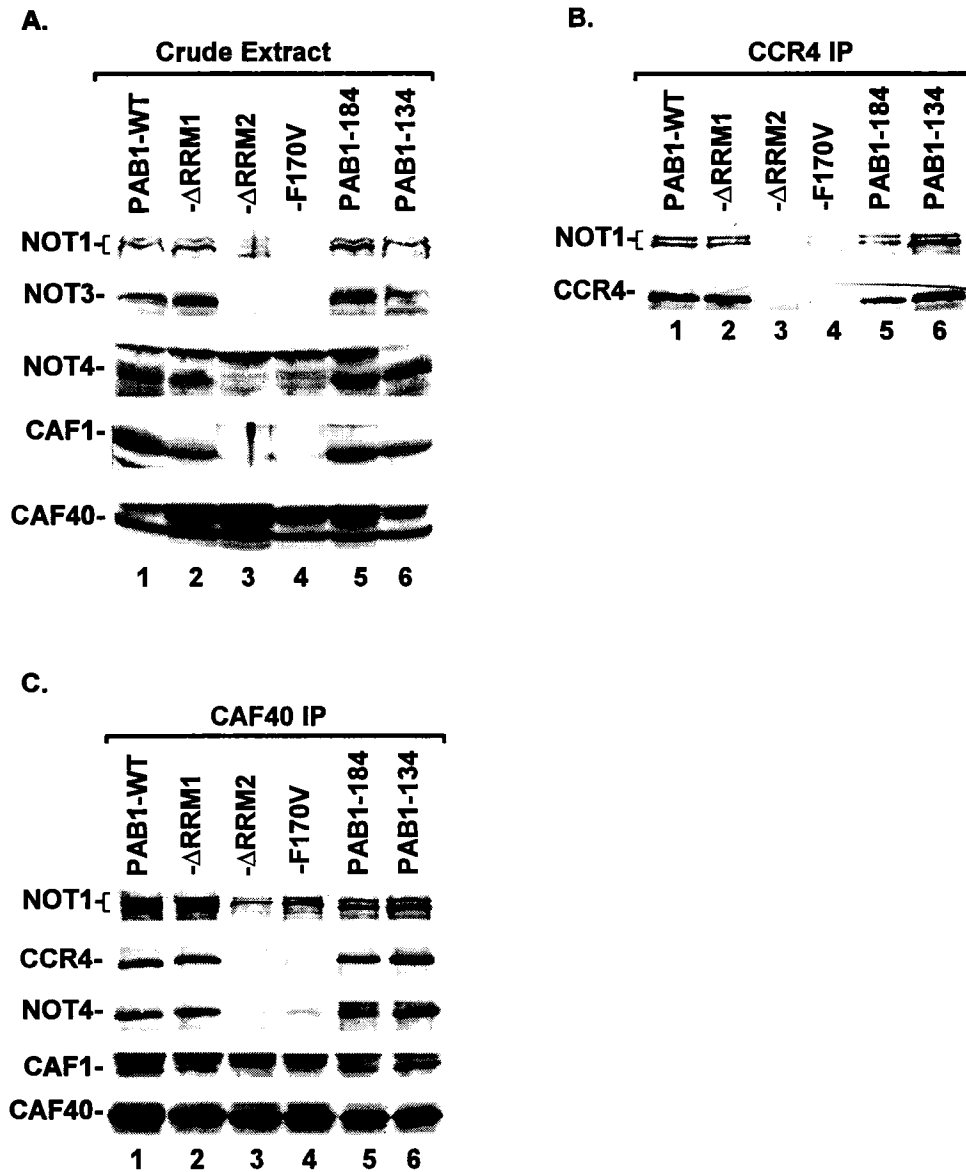 A.
Crude Extract
PAB1-WT
-ΔRRM1
-ΔRRM2
-F170V
PAB1-184
PAB1-134
NOT1-[
NOT3-
NOT4-
CAF1-
CAF40-
1 2 3 4 5 6
B.
CCR4 IP
PAB1-WT
-ΔRRM1
-ΔRRM2
-F170V
PAB1-184
PAB1-134
NOT1-[
CCR4-
1 2 3 4 5 6
C.
CAF40 IP
PAB1-WT
-ΔRRM1
-ΔRRM2
-F170V
PAB1-184
PAB1-134
NOT1-[
CCR4-
NOT4-
CAF1-
CAF40-
1 2 3 4 5 6